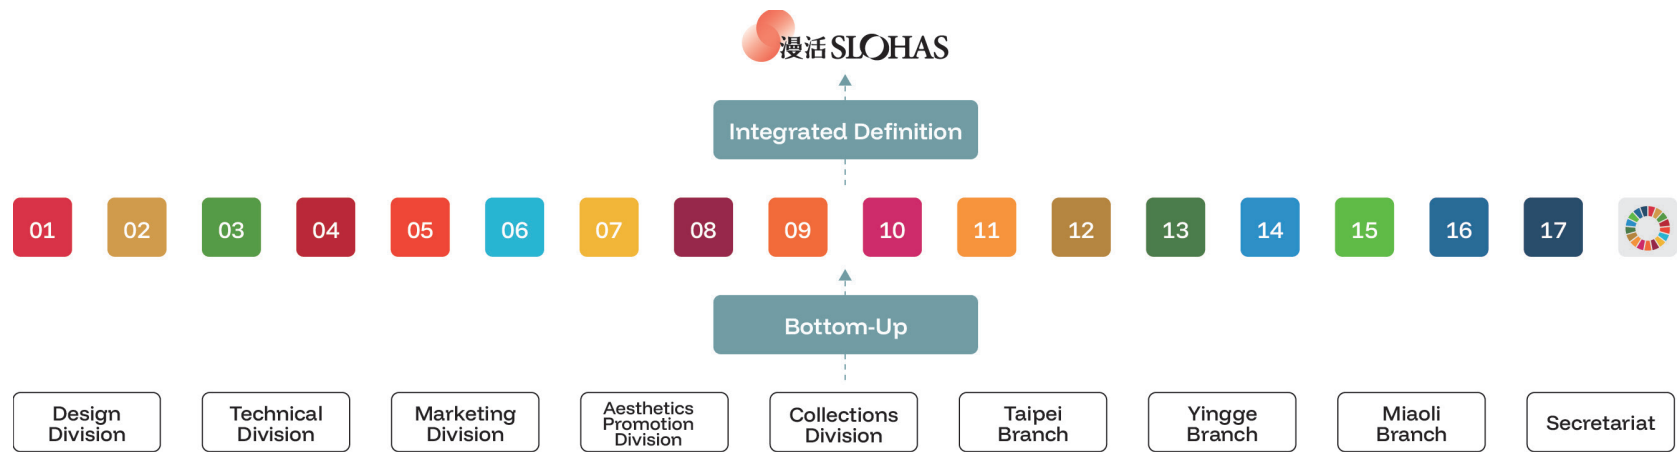 漫活 SLOHAS
Integrated Definition
01 02 03 04 05 06 07 08 09 10 11 12 13 14 15 16 17
Bottom-Up
Design
Division
Technical
Division
Marketing
Division
Aesthetics
Promotion
Division
Collections
Division
Taipei
Branch
Yingge
Branch
Miaoli
Branch
Secretariat